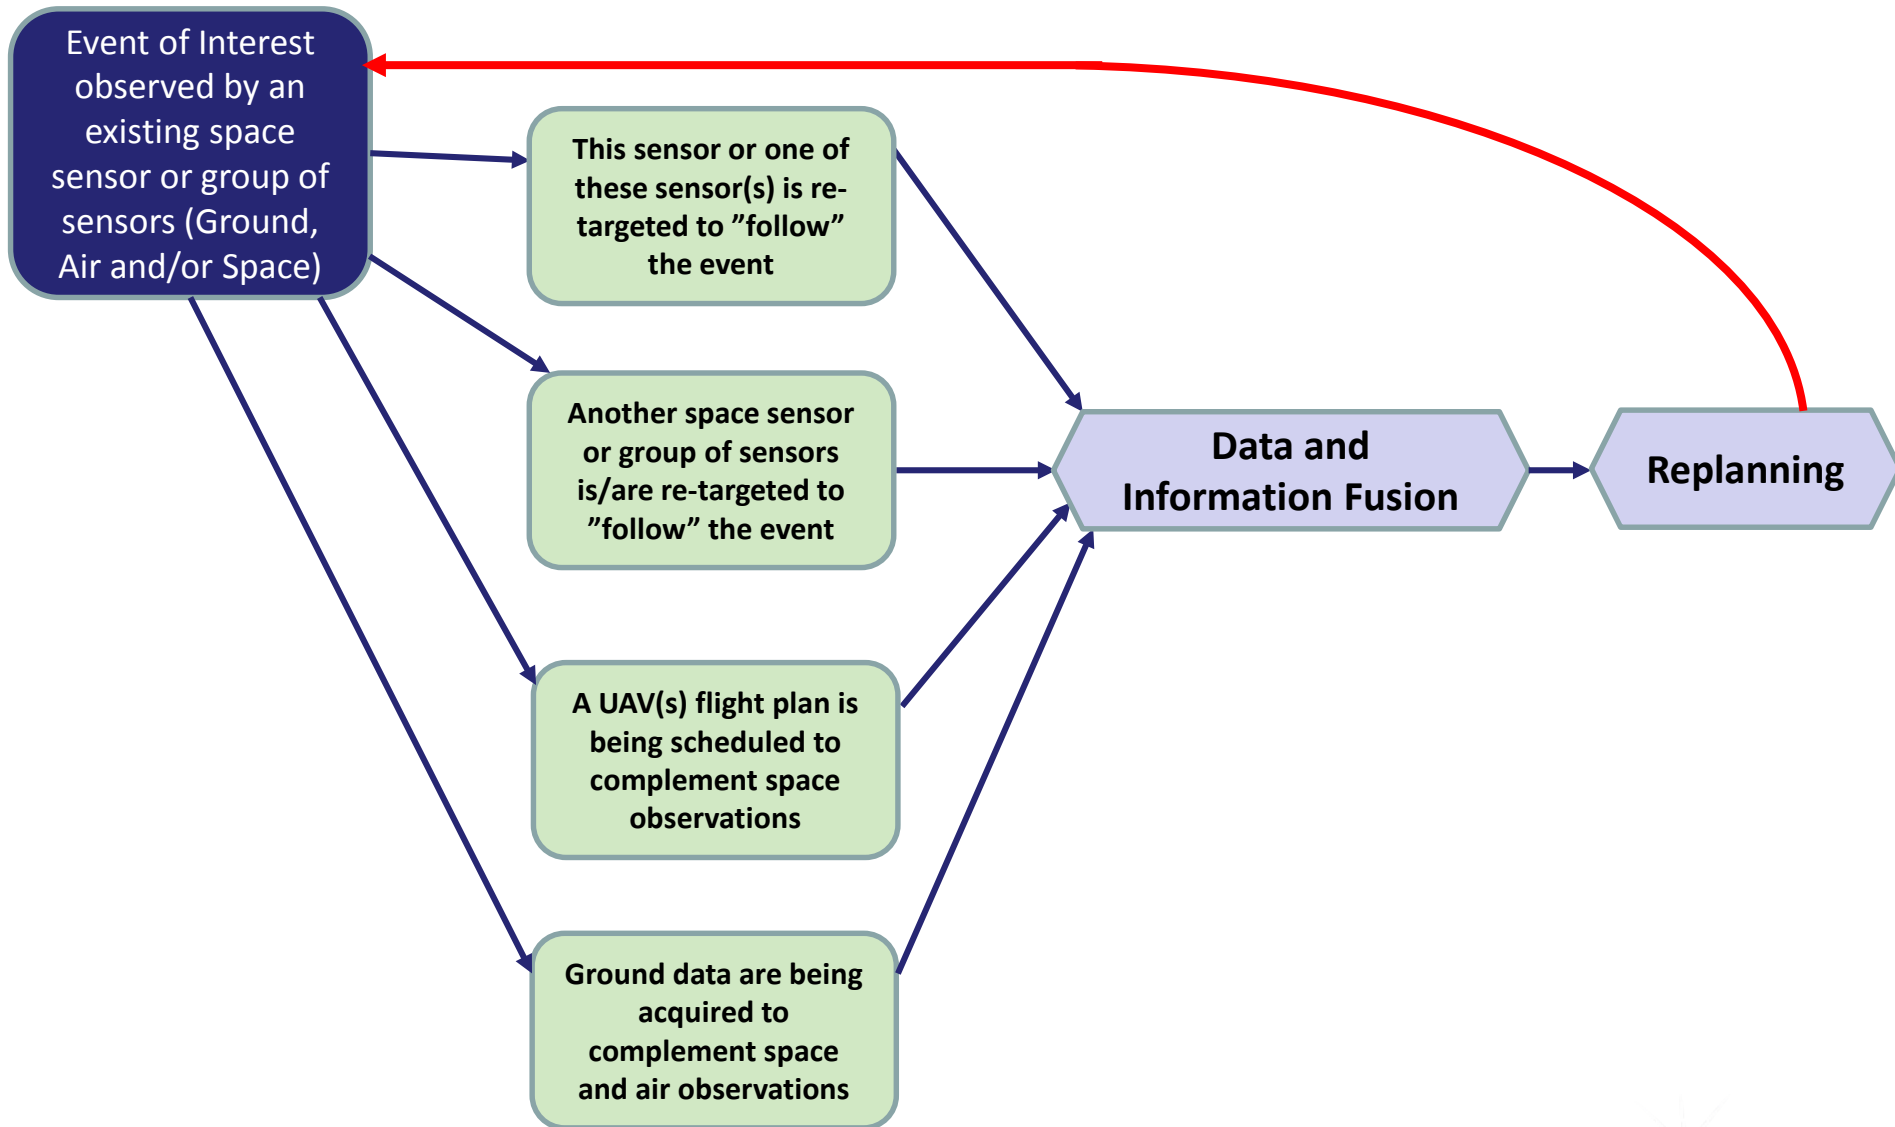 Event of Interest
observed by an
existing space
sensor or group of
sensors (Ground,
Air and/or Space)
This sensor or one of
these sensor(s) is re-
targeted to ”follow”
the event
Another space sensor
or group of sensors
is/are re-targeted to
”follow” the event
A UAV(s) flight plan is
being scheduled to
complement space
observations
Ground data are being
acquired to
complement space
and air observations
Data and
Information Fusion
Replanning